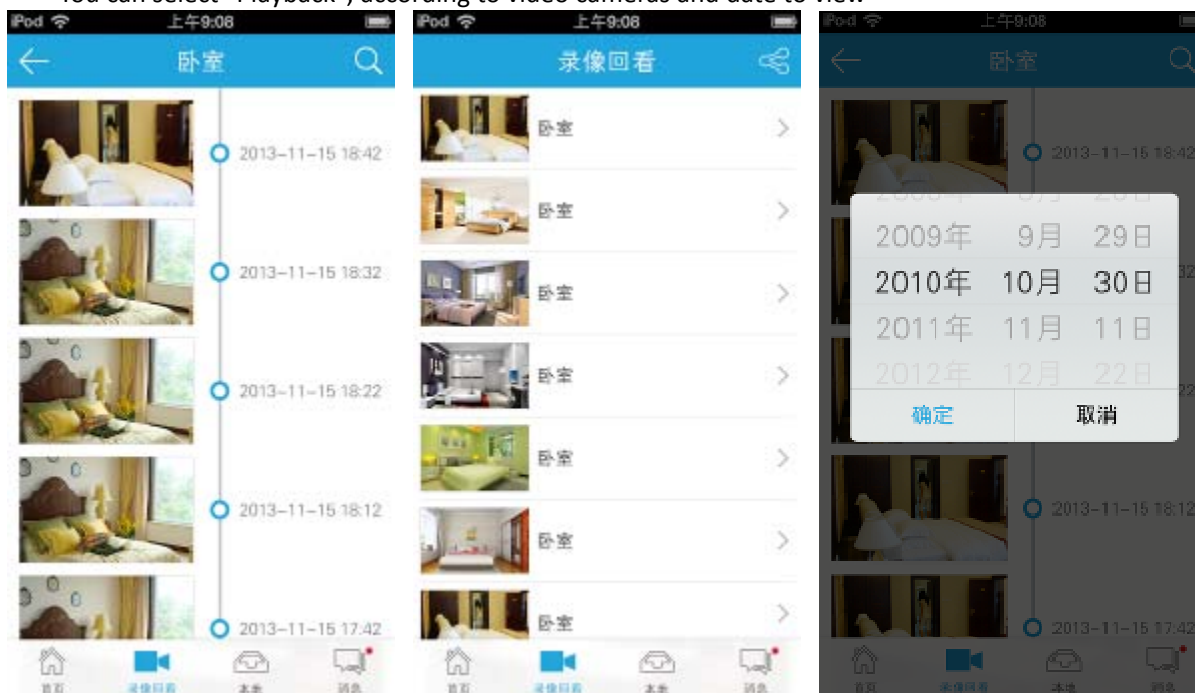 You can select "Playback", according to video cameras and date to view
iPod 上午9:08
卧室
2013-11-15 18:42
2013-11-15 18:32
2013-11-15 18:22
2013-11-15 18:12
2013-11-15 17:42
首页 录像回看 本地 消息
iPod 上午9:08
录像回看
卧室
卧室
卧室
卧室
卧室
卧室
卧室
首页 录像回看 本地 消息
iPod 上午9:08
卧室
2013-11-15 18:42
2009年 9月 29日
2010年 10月 30日
2011年 11月 11日
2012年 12月 22日
确定 取消
2013-11-15 18:12
2013-11-15 17:42
首页 录像回看 本地 消息